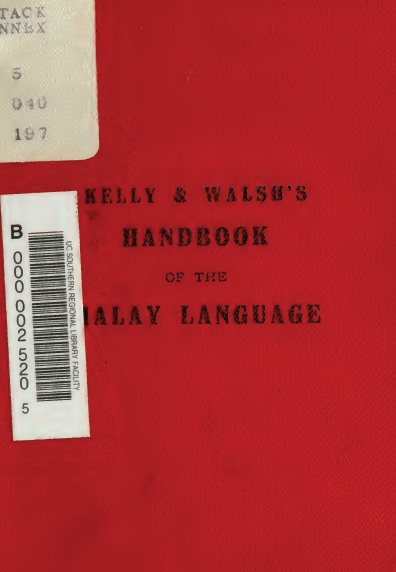 TACK
NNEX
5
040
197
KELLY & WALSH'S
HANDBOOK
OF THE
MALAY LANGUAGE
B
000 002 520
5
UC SOUTHERN REGIONAL LIBRARY FACILITY